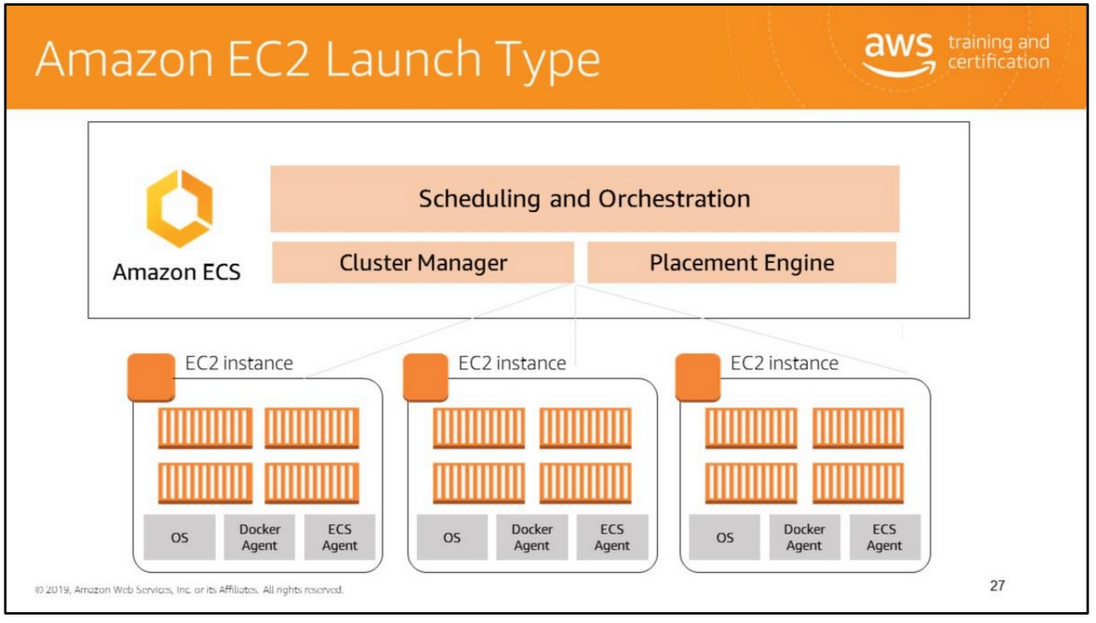 Amazon EC2 Launch Type
aws training and
certification
Scheduling and Orchestration
Amazon ECS
Cluster Manager
Placement Engine
EC2 instance
EC2 instance
EC2 instance
OS
Docker
Agent
ECS
Agent
OS
Docker
Agent
ECS
Agent
OS
Docker
Agent
ECS
Agent
© 2019, Amazon Web Services, Inc. or its Affiliates. All rights reserved.
27